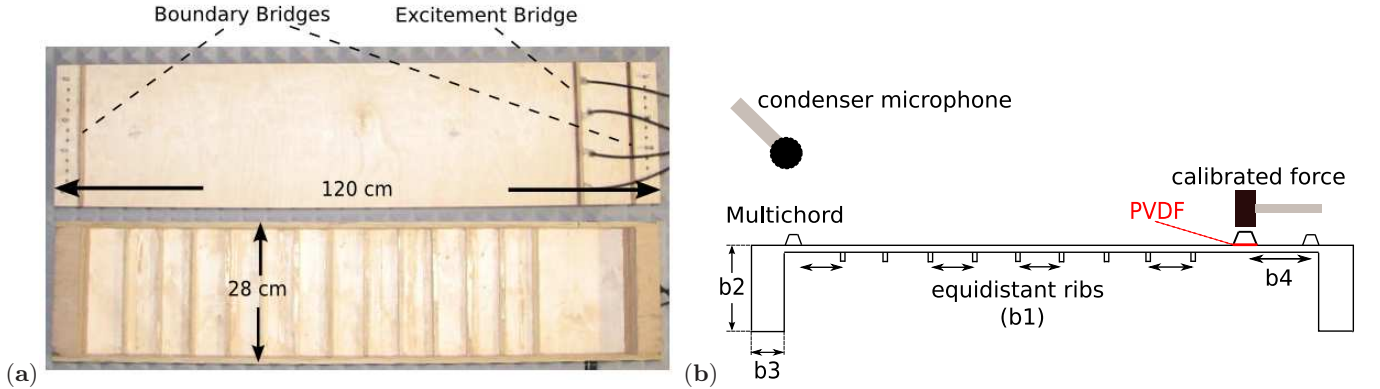 Boundary Bridges
Excitement Bridge
120 cm
28 cm
(a)
condenser microphone
calibrated force
PVDF
Multichord
b2
b4
equidistant ribs
(b1)
b3
(b)